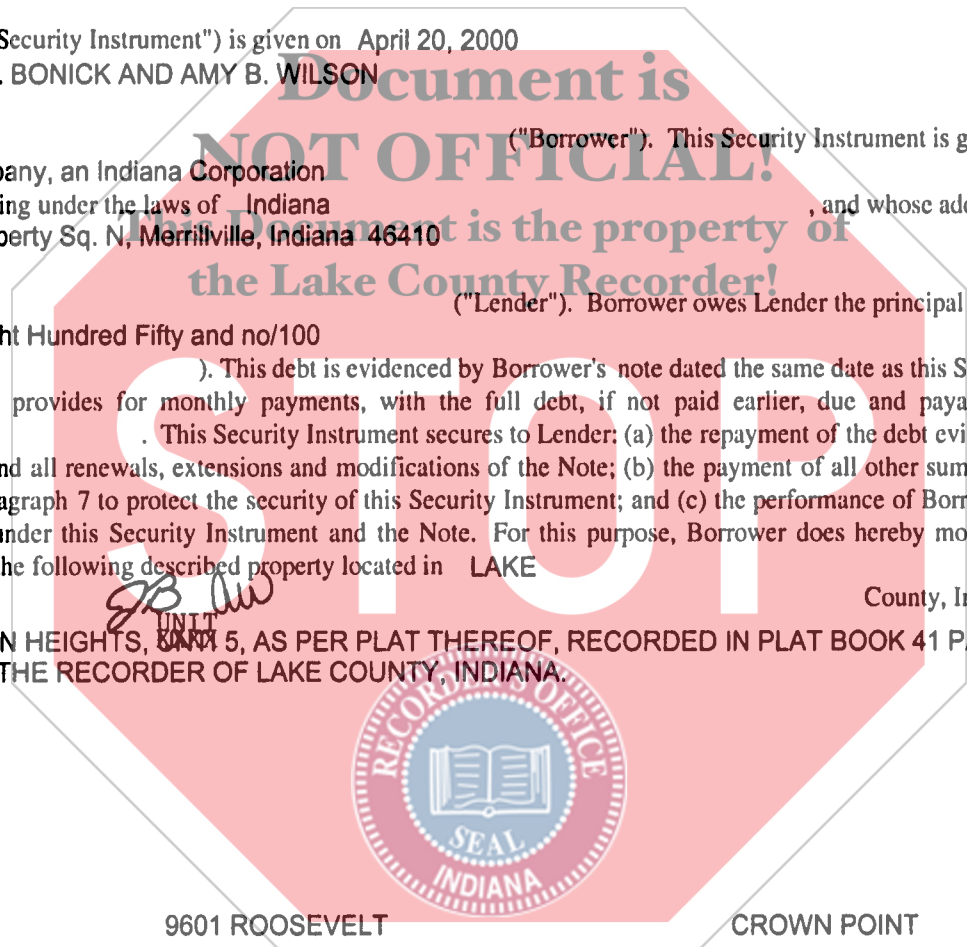 Security Instrument") is given on April 20, 2000
. BONICK AND AMY B. WILSON
Document is
("Borrower"). This Security Instrument is g
NOT OFFICIAL!
pany, an Indiana Corporation
ing under the laws of Indiana , and whose add
This Document is the property of
perty Sq. N, Merrillville, Indiana 46410
the Lake County Recorder!
("Lender"). Borrower owes Lender the principal
ht Hundred Fifty and no/100
). This debt is evidenced by Borrower's note dated the same date as this S
provides for monthly payments, with the full debt, if not paid earlier, due and paya
. This Security Instrument secures to Lender: (a) the repayment of the debt evi
nd all renewals, extensions and modifications of the Note; (b) the payment of all other sum
agraph 7 to protect the security of this Security Instrument; and (c) the performance of Borr
under this Security Instrument and the Note. For this purpose, Borrower does hereby mo
he following described property located in LAKE
County, In
UNIT
N HEIGHTS, 5, AS PER PLAT THEREOF, RECORDED IN PLAT BOOK 41 PA
THE RECORDER OF LAKE COUNTY, INDIANA.
STOP
RECORDER'S OFFICE
SEAL
INDIANA
9601 ROOSEVELT CROWN POINT